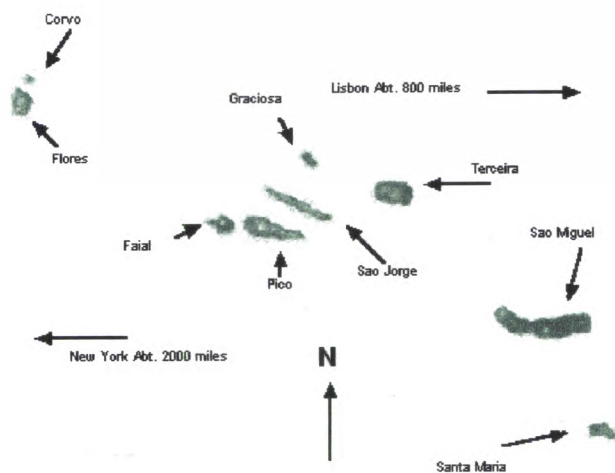 Corvo
Lisbon Abt. 800 miles
Graciosa
Flores
Terceira
Sao Miguel
Faial
Sao Jorge
Pico
New York Abt. 2000 miles
N
Santa Maria